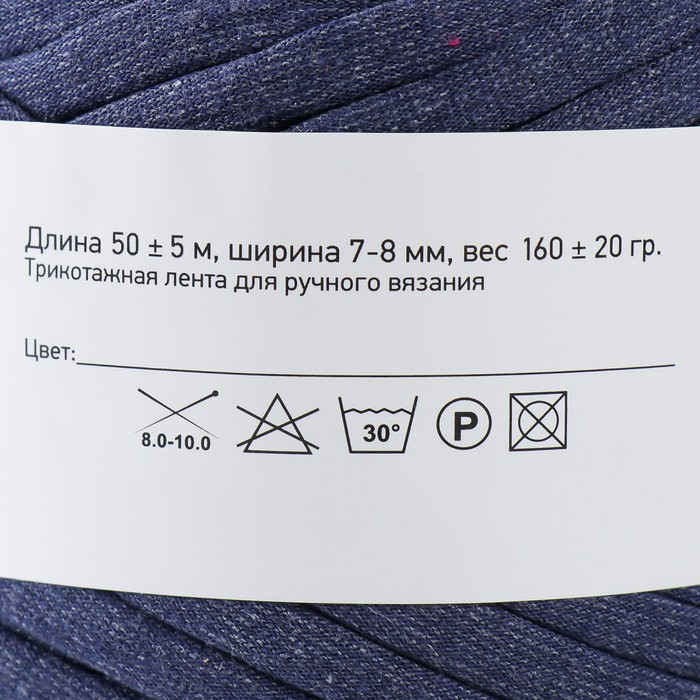 Длина 50 ± 5 м, ширина 7-8 мм, вес 160 ± 20 гр.
Трикотажная лента для ручного вязания
Цвет:
8.0-10.0 30° P